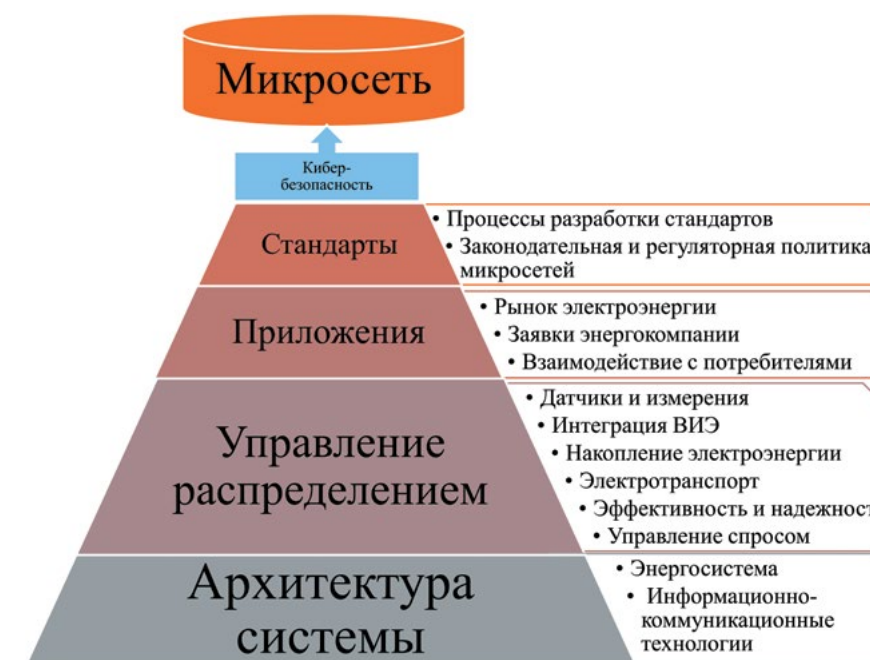 Микросеть
Кибер-
безопасность
Стандарты
• Процессы разработки стандартов
• Законодательная и регуляторная политика
микросетей
Приложения
• Рынок электроэнергии
• Заявки энергокомпании
• Взаимодействие с потребителями
Управление
распределением
• Датчики и измерения
• Интеграция ВИЭ
• Накопление электроэнергии
• Электротранспорт
• Эффективность и надежност
• Управление спросом
Архитектура
системы
• Энергосистема
• Информационно-
коммуникационные
технологии